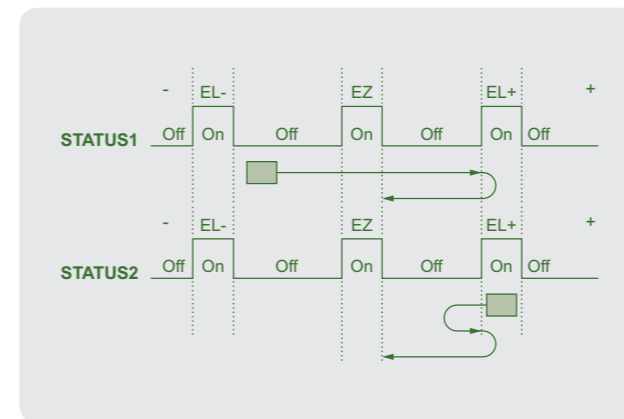 - EL- EZ EL+ +
STATUS1 Off On Off On Off On Off
- EL- EZ EL+ +
STATUS2 Off On Off On Off On Off